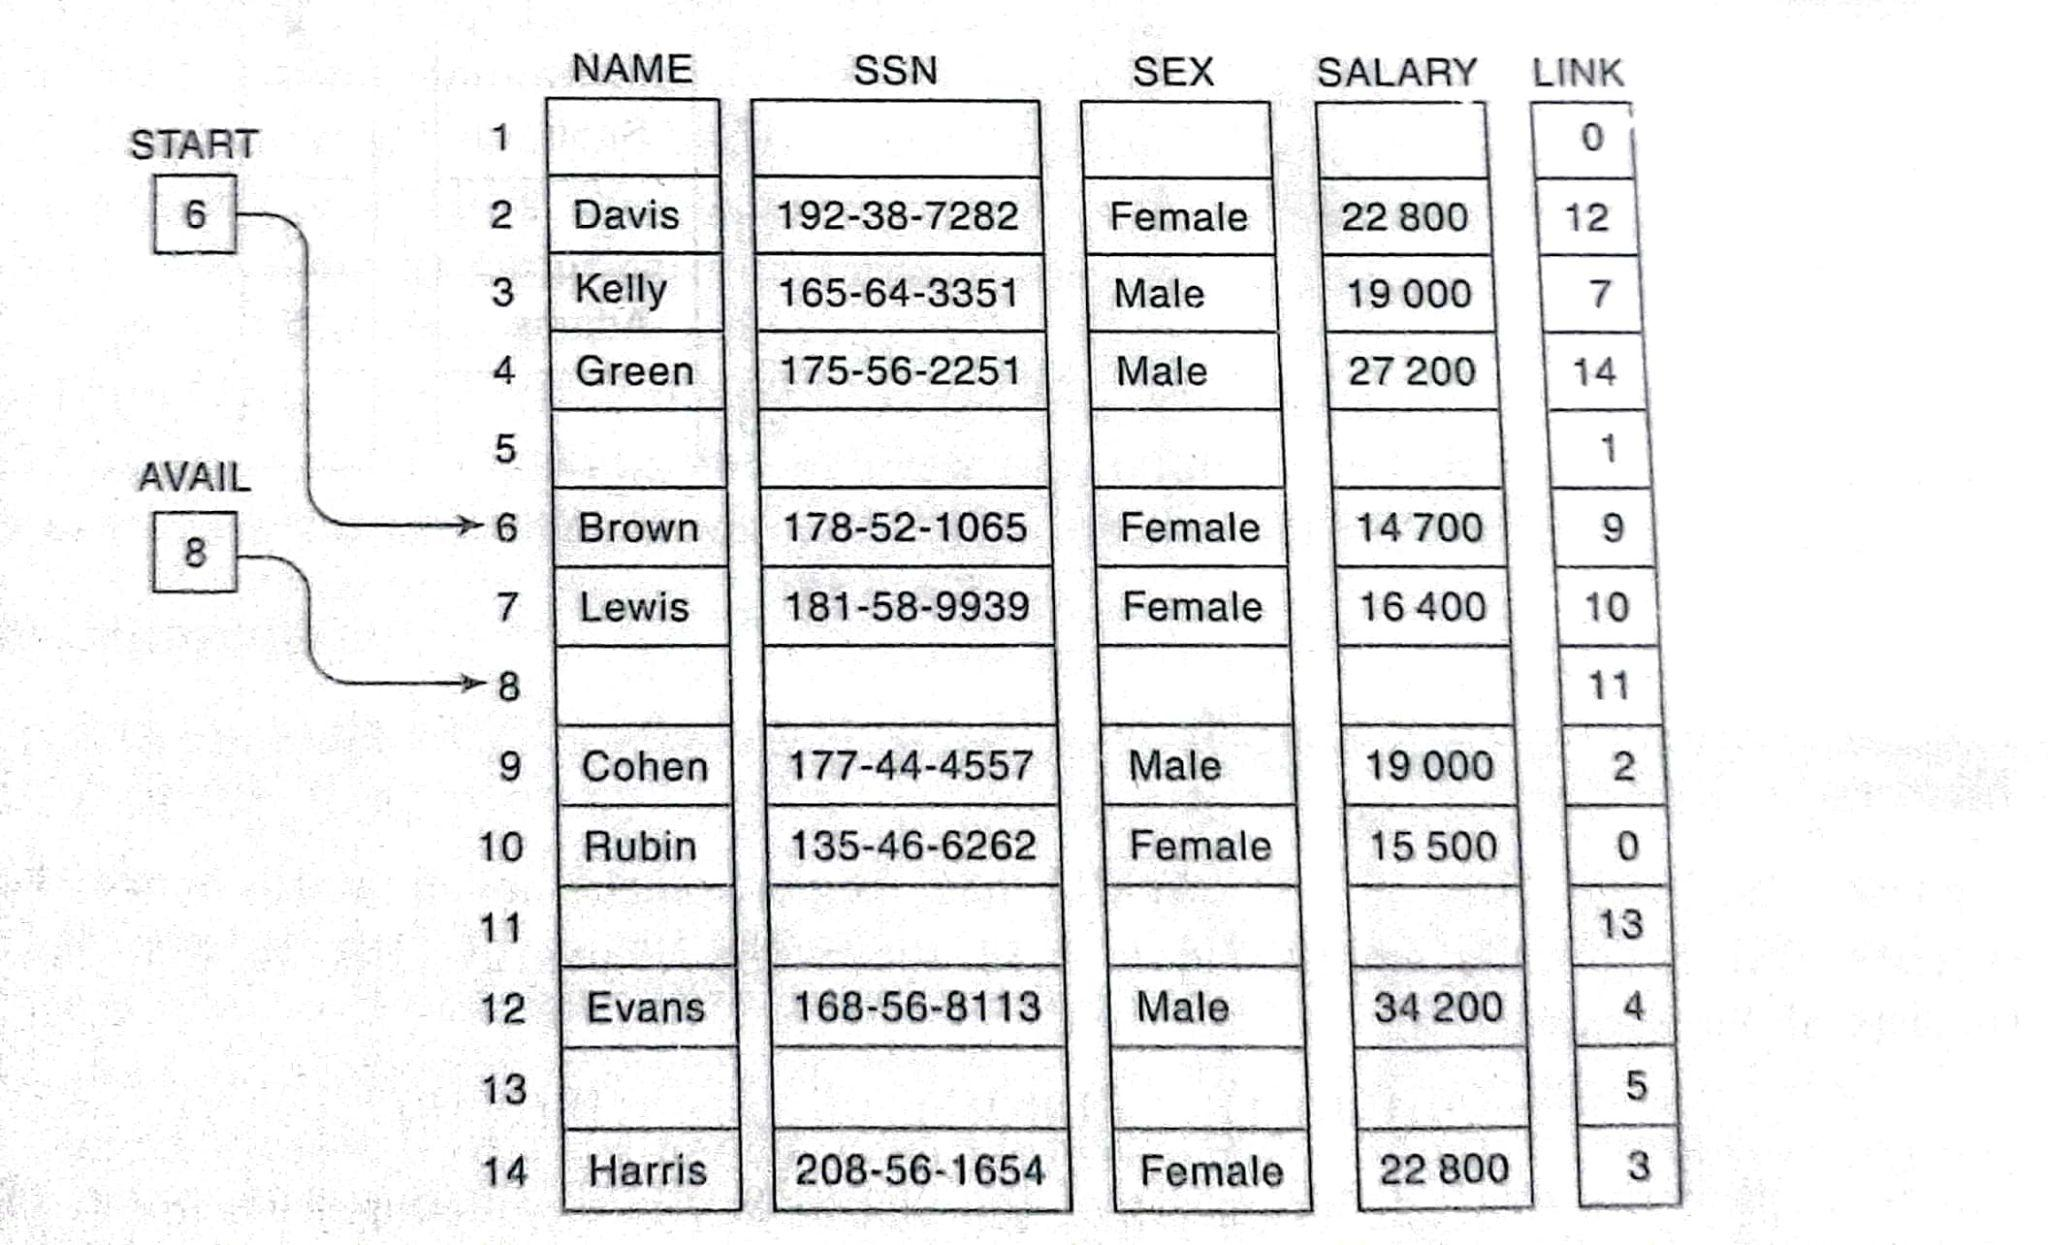 NAME SSN SEX SALARY LINK
START
1 0
6
2 Davis 192-38-7282 Female 22 800 12
3 Kelly 165-64-3351 Male 19 000 7
4 Green 175-56-2251 Male 27 200 14
5 1
AVAIL
6 Brown 178-52-1065 Female 14 700 9
8
7 Lewis 181-58-9939 Female 16 400 10
8 11
9 Cohen 177-44-4557 Male 19 000 2
10 Rubin 135-46-6262 Female 15 500 0
11 13
12 Evans 168-56-8113 Male 34 200 4
13 5
14 Harris 208-56-1654 Female 22 800 3